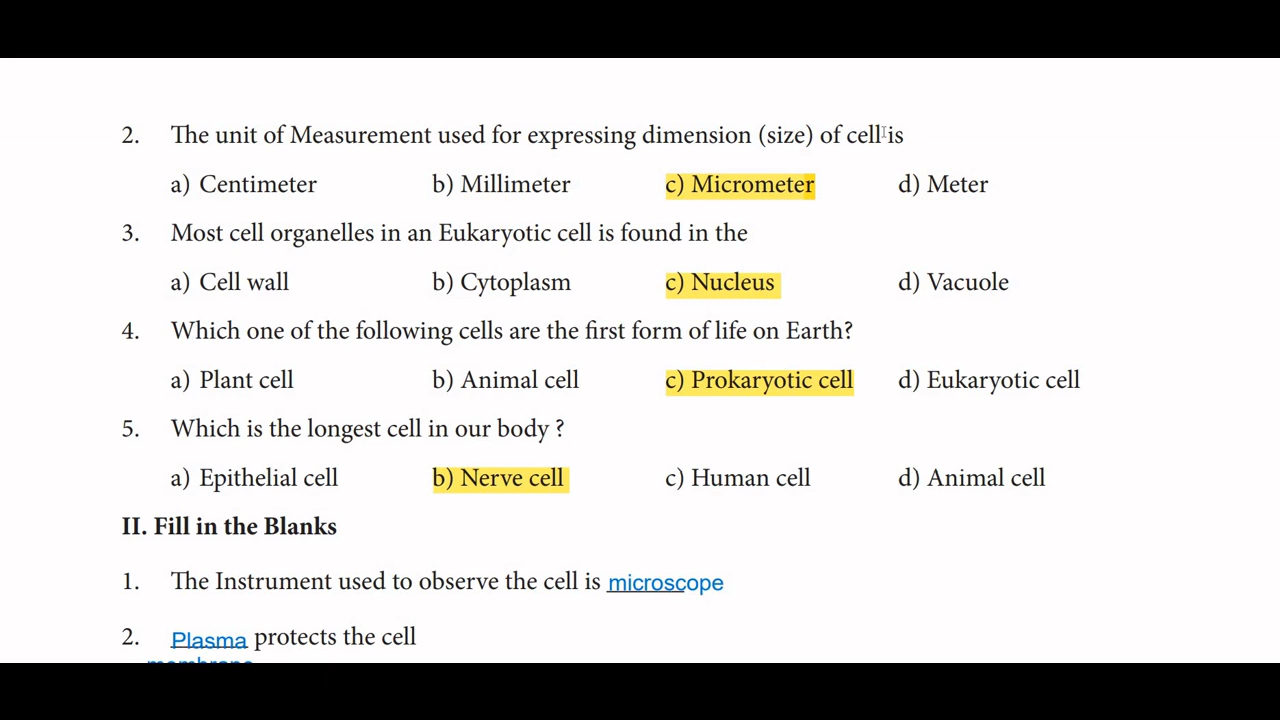 2. The unit of Measurement used for expressing dimension (size) of cell is
a) Centimeter b) Millimeter c) Micrometer d) Meter
3. Most cell organelles in an Eukaryotic cell is found in the
a) Cell wall b) Cytoplasm c) Nucleus d) Vacuole
4. Which one of the following cells are the first form of life on Earth?
a) Plant cell b) Animal cell c) Prokaryotic cell d) Eukaryotic cell
5. Which is the longest cell in our body ?
a) Epithelial cell b) Nerve cell c) Human cell d) Animal cell
II. Fill in the Blanks
1. The Instrument used to observe the cell is microscope
2. Plasma protects the cell
membrane